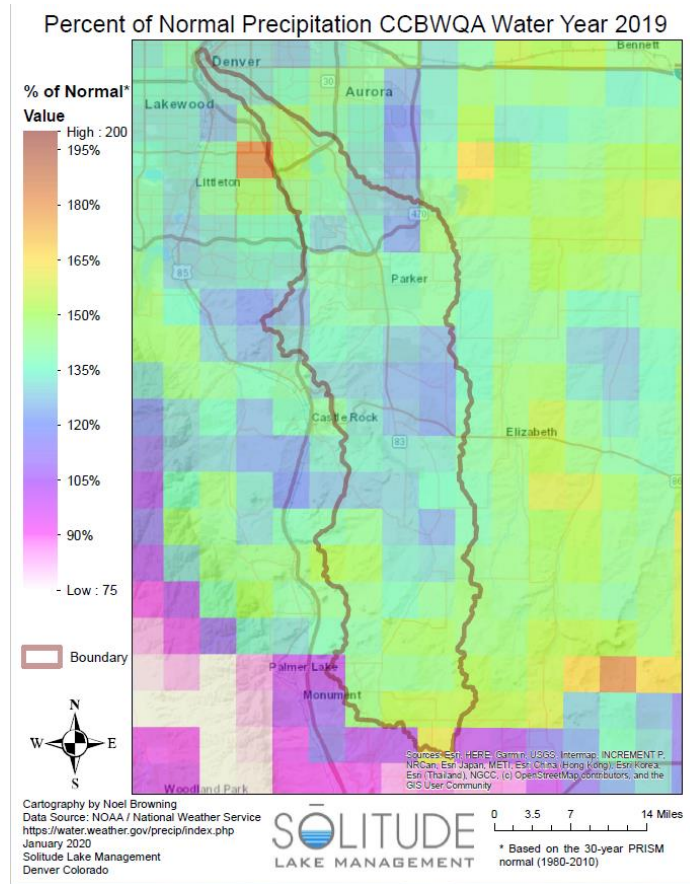 Percent of Normal Precipitation CCBWQA Water Year 2019
% of Normal*
Value
High : 200
195%
180%
165%
150%
135%
120%
105%
90%
Low : 75
Boundary
N
W
E
S
Denver
Bennett
30
Aurora
Lakewood
Littleton
470
85
Parker
Castle Rock
83
Elizabeth
86
Palmer Lake
Monument
Woodland Park
Sources: Esri, HERE, Garmin, USGS, Intermap, INCREMENT P,
NRCan, Esri Japan, METI, Esri China (Hong Kong), Esri Korea,
Esri (Thailand), NGCC, (c) OpenStreetMap contributors, and the
GIS User Community
Cartography by Noel Browning
Data Source: NOAA / National Weather Service
https://water.weather.gov/precip/index.php
January 2020
Solitude Lake Management
Denver Colorado
SŌLITUDE
LAKE MANAGEMENT
0 3.5 7 14 Miles
* Based on the 30-year PRISM
normal (1980-2010)